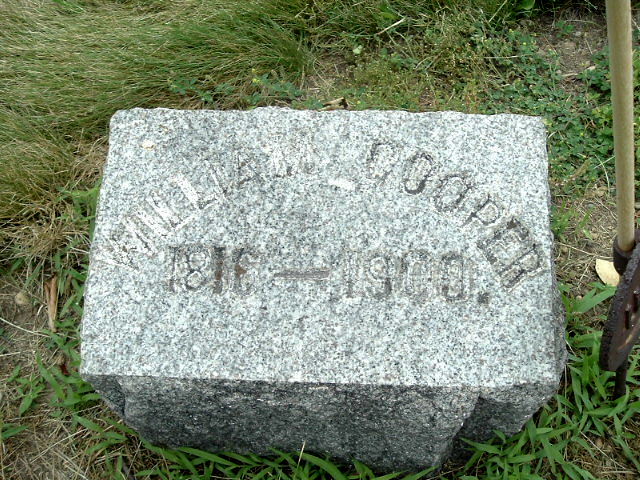 WILLIAM COOPER
1816 — 1900.